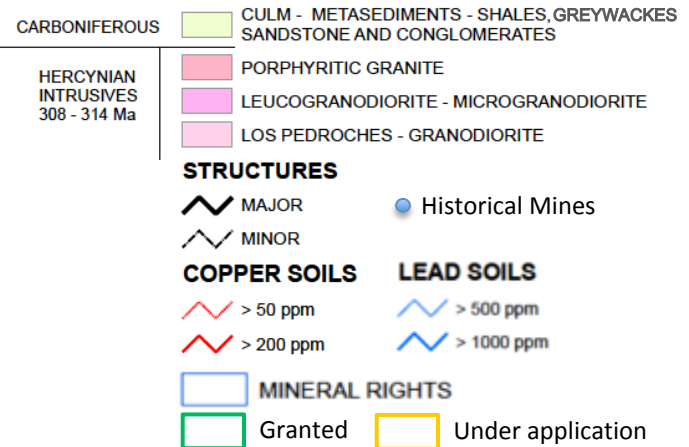 CARBONIFEROUS
CULM - METASEDIMENTS - SHALES, GREYWACKES
SANDSTONE AND CONGLOMERATES
HERCYNIAN
INTRUSIVES
308 - 314 Ma
PORPHYRITIC GRANITE
LEUCOGRANODIORITE - MICROGRANODIORITE
LOS PEDROCHES - GRANODIORITE
STRUCTURES
MAJOR
Historical Mines
MINOR
COPPER SOILS
LEAD SOILS
> 50 ppm
> 500 ppm
> 200 ppm
> 1000 ppm
MINERAL RIGHTS
Granted
Under application